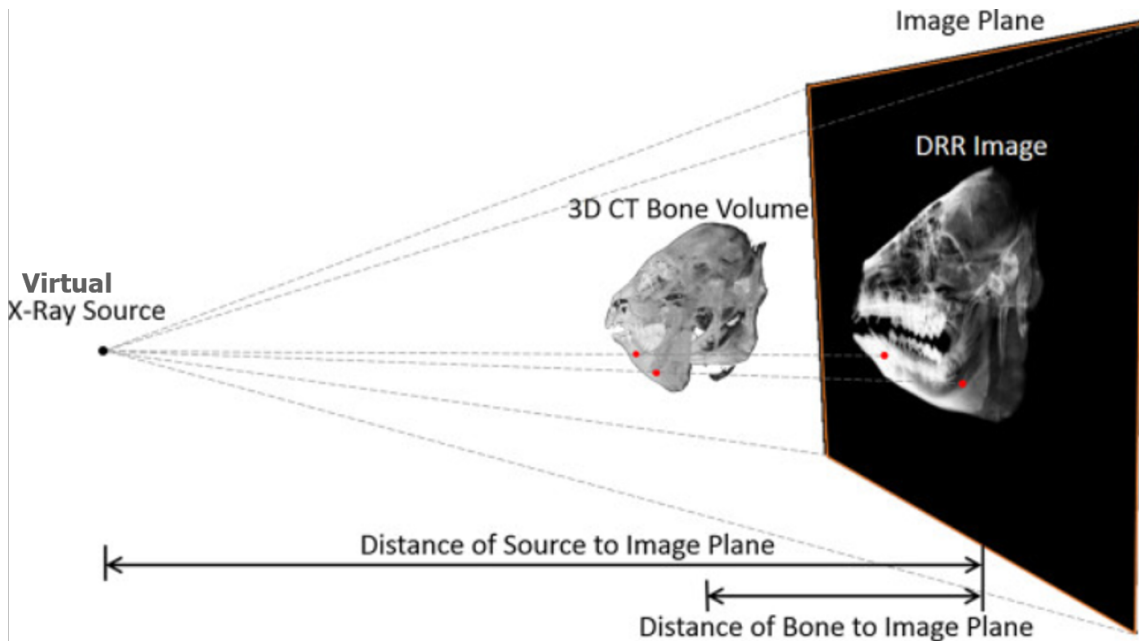 Image Plane
DRR Image
3D CT Bone Volume
Virtual
X-Ray Source
Distance of Source to Image Plane
Distance of Bone to Image Plane